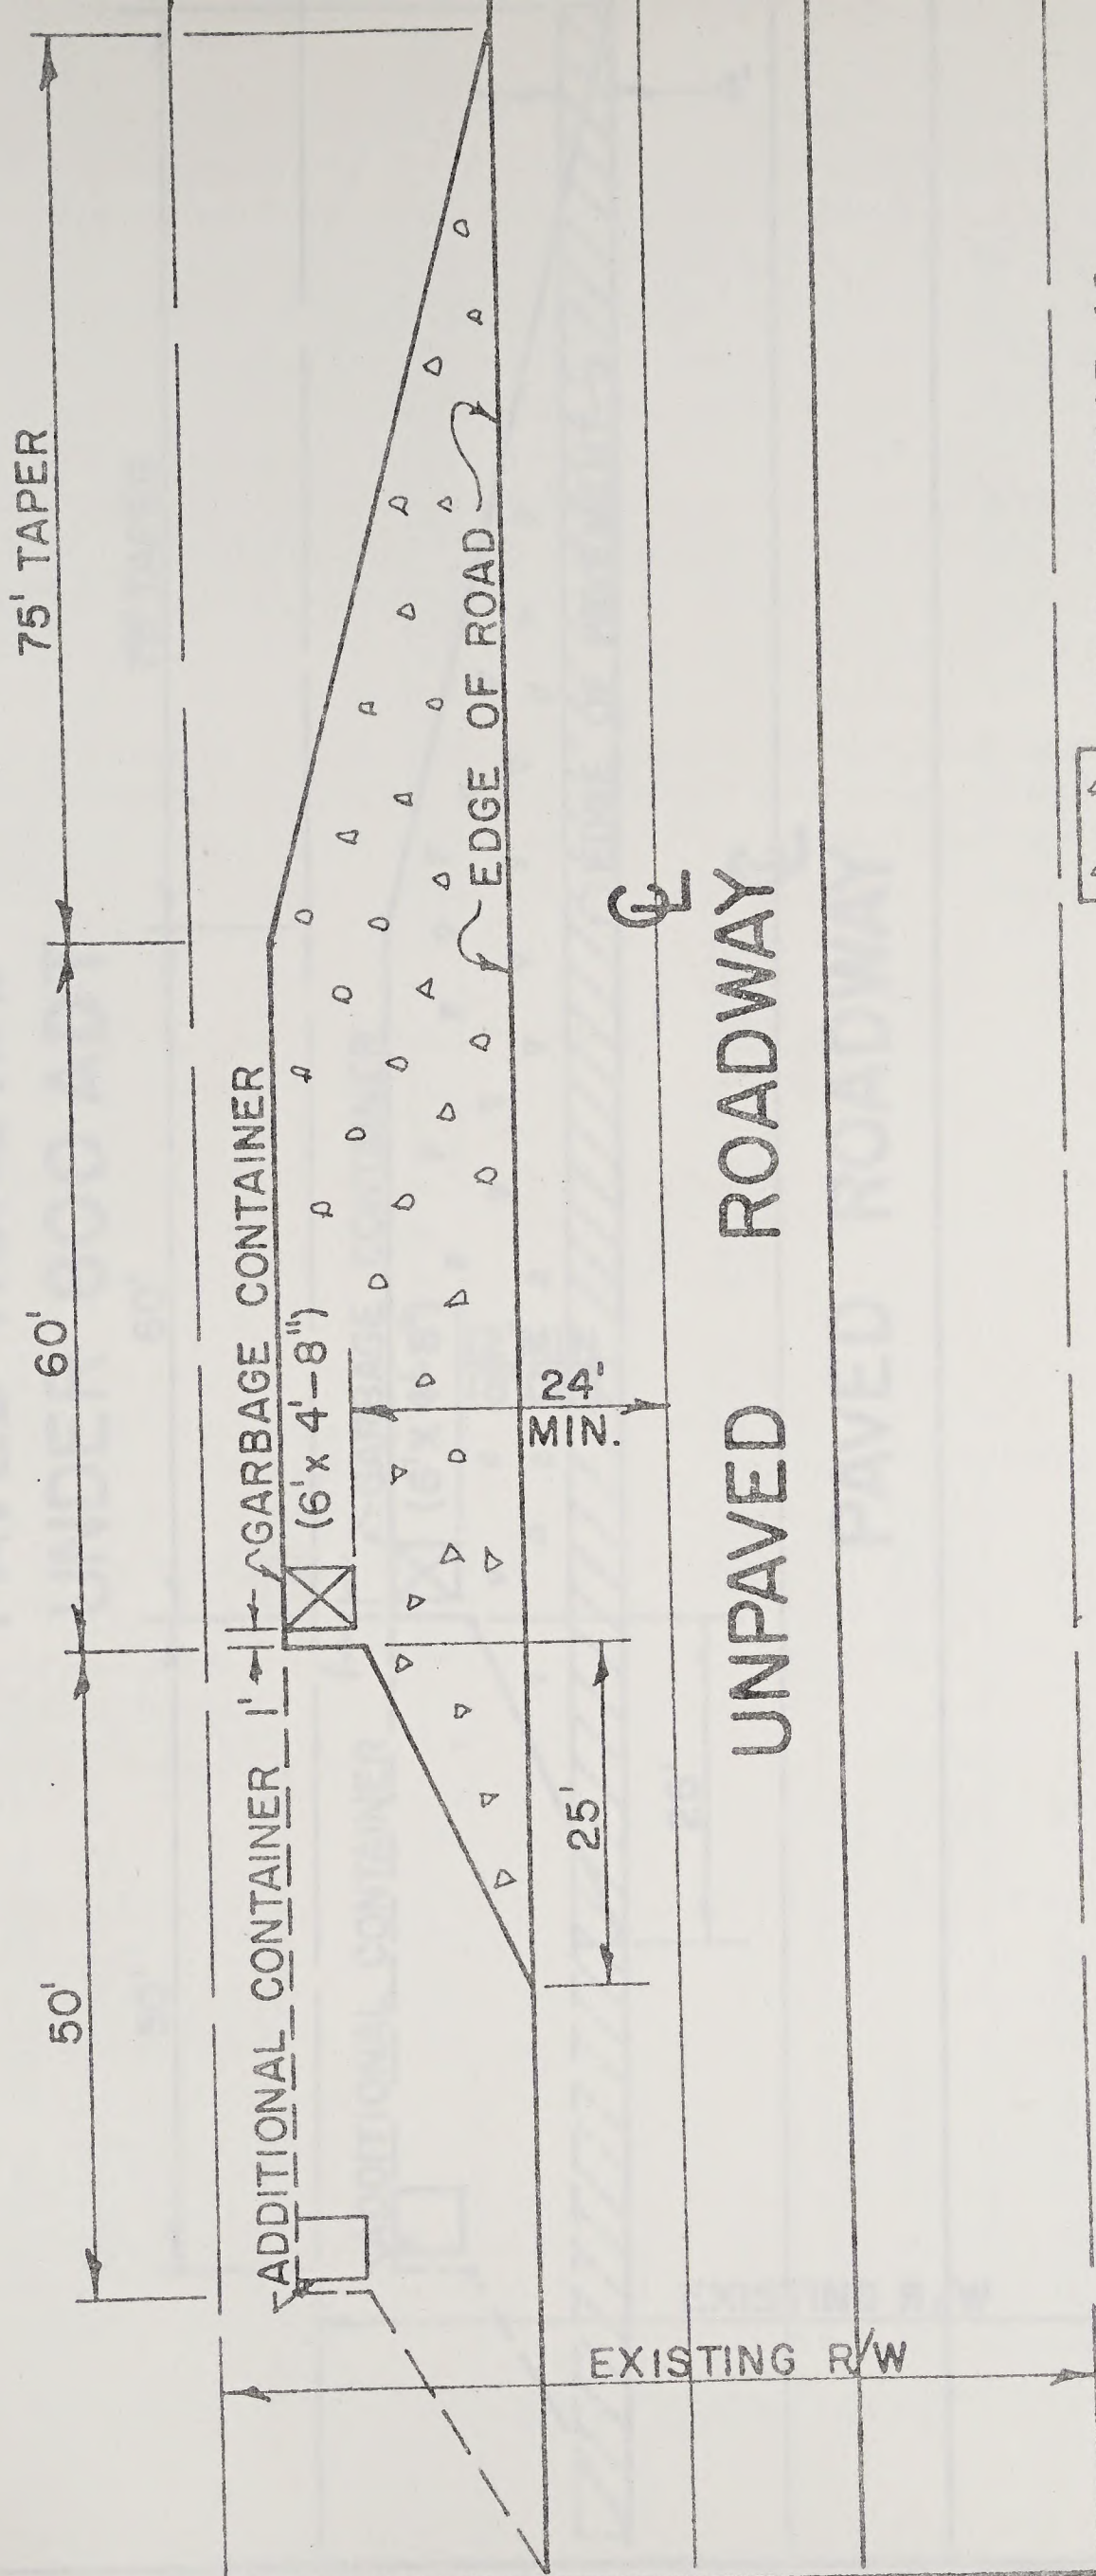 75' TAPER
60'
50'
GARBAGE CONTAINER
(6' x 4'-8")
1'
ADDITIONAL CONTAINER
EDGE OF ROAD
24'
MIN.
25'
℄
UNPAVED ROADWAY
EXISTING R/W